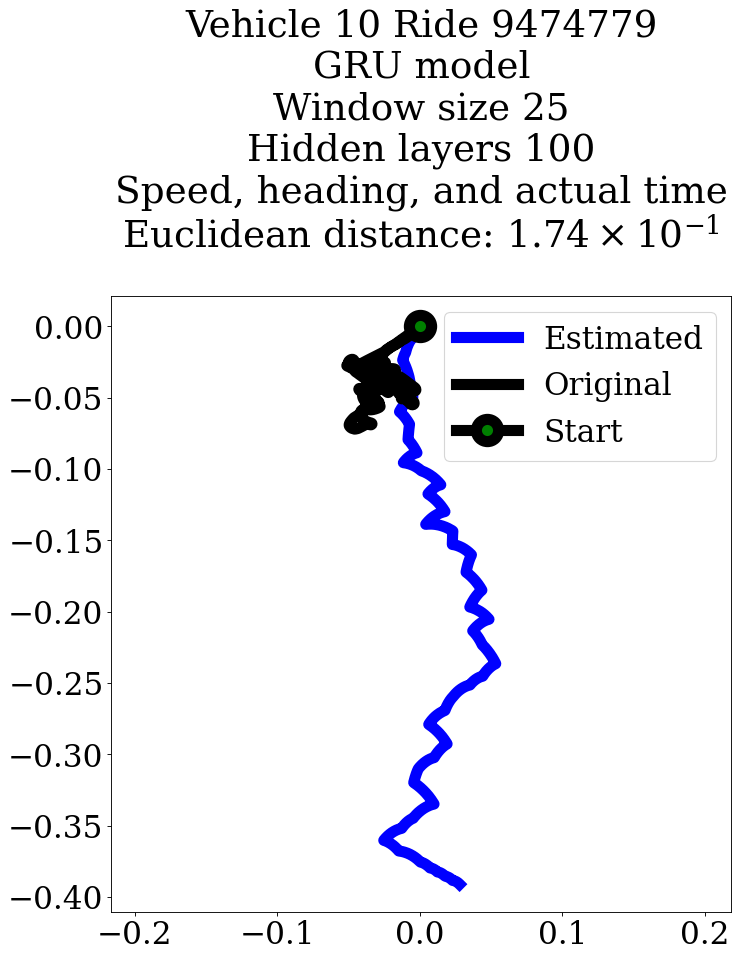 Vehicle 10 Ride 9474779
GRU model
Window size 25
Hidden layers 100
Speed, heading, and actual time
Euclidean distance: 1.74 × 10⁻¹
Estimated
Original
Start
0.00
−0.05
−0.10
−0.15
−0.20
−0.25
−0.30
−0.35
−0.40
−0.2
−0.1
0.0
0.1
0.2